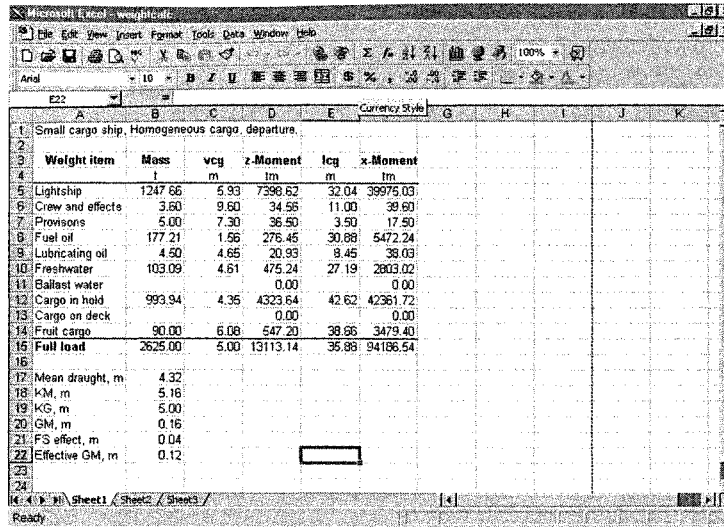 Microsoft Excel - weightcalc
File Edit View Insert Format Tools Data Window Help
100%
Arial 10 B I U $ % ,
E22 =
Currency Style
A B C D E G H I J K
1 Small cargo ship, Homogeneous cargo, departure.
2
3 Weight item Mass vcg z-Moment lcg x-Moment
4 t m tm m tm
5 Lightship 1247.66 5.93 7398.62 32.04 39975.03
6 Crew and effects 3.60 9.60 34.56 11.00 39.60
7 Provisons 5.00 7.30 36.50 3.50 17.50
8 Fuel oil 177.21 1.56 276.45 30.88 5472.24
9 Lubricating oil 4.50 4.65 20.93 8.45 38.03
10 Freshwater 103.09 4.61 475.24 27.19 2803.02
11 Ballast water 0.00 0.00
12 Cargo in hold 993.94 4.35 4323.64 42.62 42361.72
13 Cargo on deck 0.00 0.00
14 Fruit cargo 90.00 6.08 547.20 38.66 3479.40
15 Full load 2625.00 5.00 13113.14 35.88 94186.54
16
17 Mean draught, m 4.32
18 KM, m 5.16
19 KG, m 5.00
20 GM, m 0.16
21 FS effect, m 0.04
22 Effective GM, m 0.12
23
24
Sheet1 Sheet2 Sheet3
Ready